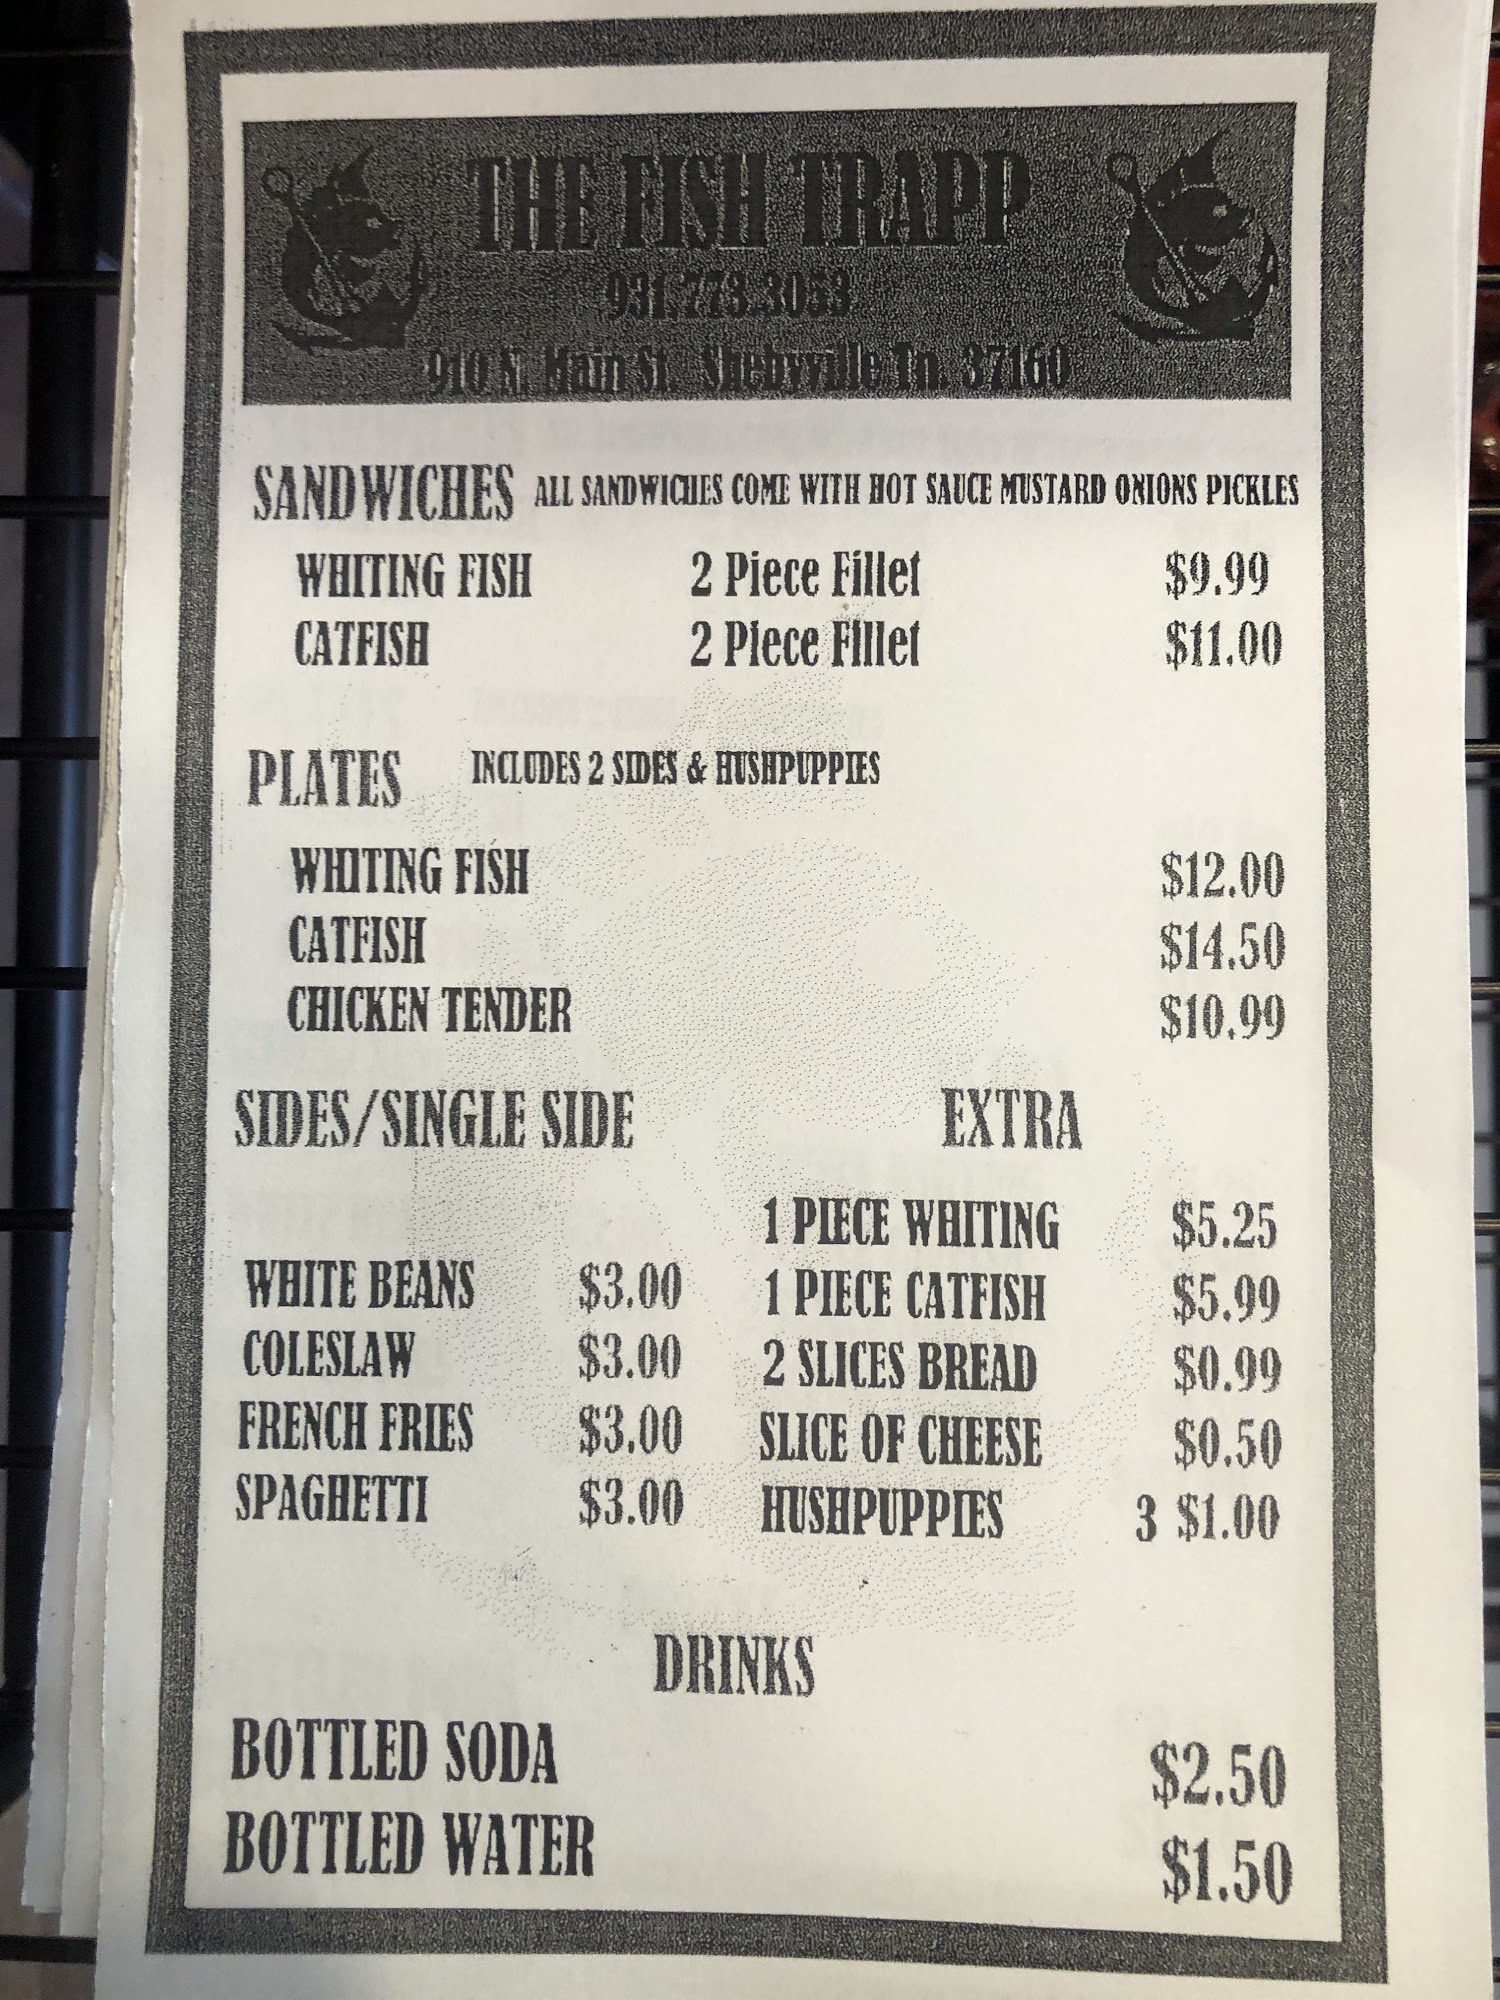 THE FISH TRAPP
931.773.3053
910 N. Main St. Shebyville Tn. 37160
SANDWICHES ALL SANDWICHES COME WITH HOT SAUCE MUSTARD ONIONS PICKLES
WHITING FISH 2 Piece Fillet $9.99
CATFISH 2 Piece Fillet $11.00
PLATES INCLUDES 2 SIDES & HUSHPUPPIES
WHITING FISH $12.00
CATFISH $14.50
CHICKEN TENDER $10.99
SIDES/SINGLE SIDE
WHITE BEANS $3.00
COLESLAW $3.00
FRENCH FRIES $3.00
SPAGHETTI $3.00
EXTRA
1 PIECE WHITING $5.25
1 PIECE CATFISH $5.99
2 SLICES BREAD $0.99
SLICE OF CHEESE $0.50
HUSHPUPPIES 3 $1.00
DRINKS
BOTTLED SODA $2.50
BOTTLED WATER $1.50